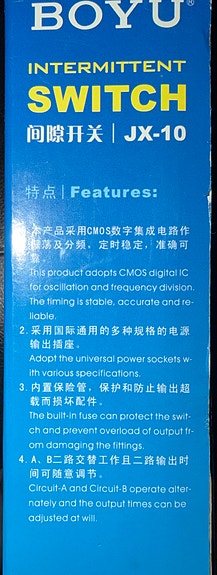 BOYU®
INTERMITTENT
SWITCH
间隙开关 | JX-10
特点 | Features:
1. 本产品采用CMOS数字集成电路作
振荡及分频，定时稳定，准确可
靠。
This product adopts CMOS digital IC
for oscillation and frequency division.
The timing is stable, accurate and re-
liable.
2. 采用国际通用的多种规格的电源
输出插座。
Adopt the universal power sockets w-
ith various specifications.
3. 内置保险管，保护和防止输出超
载而损坏配件。
The built-in fuse can protect the swit-
ch and prevent overload of output fr-
om damaging the fittings.
4. A、B二路交替工作且二路输出时
间可随意调节。
Circuit-A and Circuit-B operate alter-
nately and the output times can be
adjusted at will.